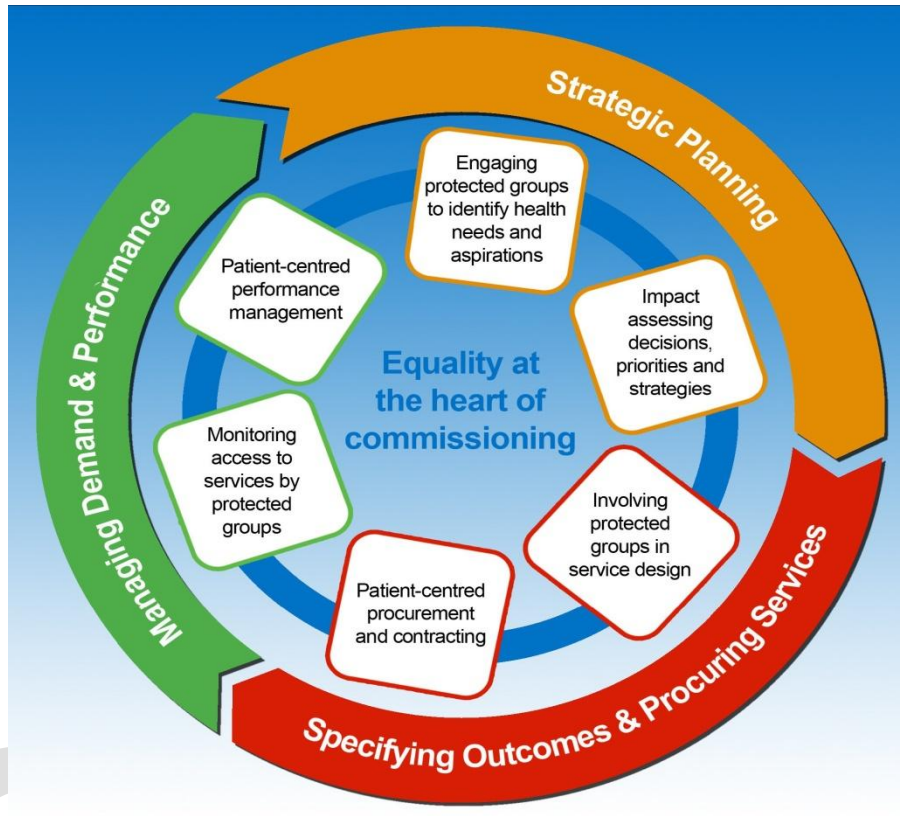 Strategic Planning
Engaging
protected groups
to identify health
needs and
aspirations
Impact
assessing
decisions,
priorities and
strategies
Specifying Outcomes & Procuring Services
Involving
protected
groups in
service design
Patient-centred
procurement
and contracting
Managing Demand & Performance
Monitoring
access to
services by
protected
groups
Patient-centred
performance
management
Equality at
the heart of
commissioning